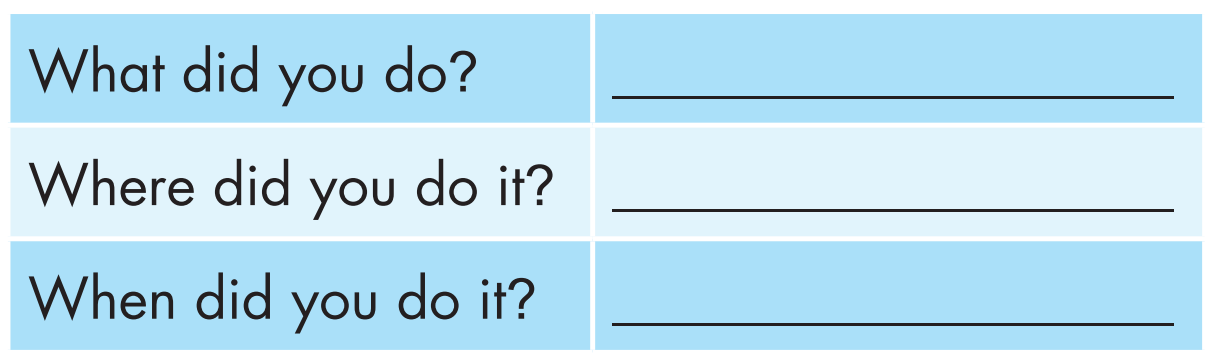 What did you do?
Where did you do it?
When did you do it?